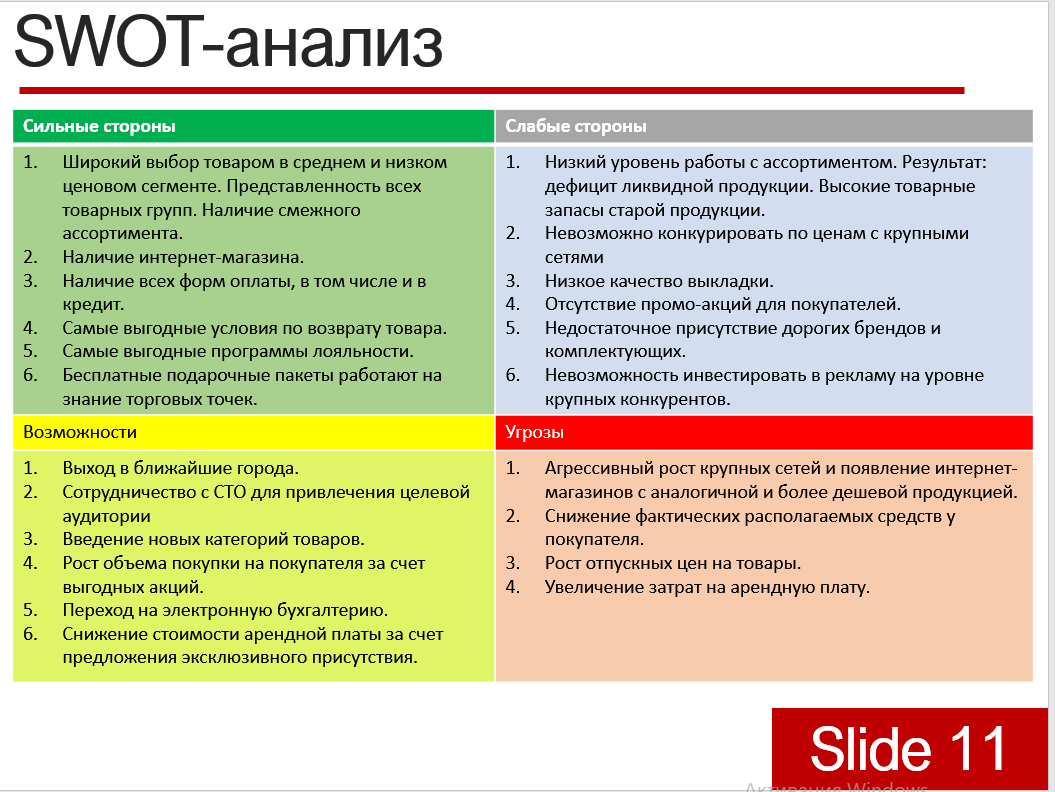 SWOT-анализ
Сильные стороны
1. Широкий выбор товаром в среднем и низком
ценовом сегменте. Представленность всех
товарных групп. Наличие смежного
ассортимента.
2. Наличие интернет-магазина.
3. Наличие всех форм оплаты, в том числе и в
кредит.
4. Самые выгодные условия по возврату товара.
5. Самые выгодные программы лояльности.
6. Бесплатные подарочные пакеты работают на
знание торговых точек.
Слабые стороны
1. Низкий уровень работы с ассортиментом. Результат:
дефицит ликвидной продукции. Высокие товарные
запасы старой продукции.
2. Невозможно конкурировать по ценам с крупными
сетями
3. Низкое качество выкладки.
4. Отсутствие промо-акций для покупателей.
5. Недостаточное присутствие дорогих брендов и
комплектующих.
6. Невозможность инвестировать в рекламу на уровне
крупных конкурентов.
Возможности
1. Выход в ближайшие города.
2. Сотрудничество с СТО для привлечения целевой
аудитории
3. Введение новых категорий товаров.
4. Рост объема покупки на покупателя за счет
выгодных акций.
5. Переход на электронную бухгалтерию.
6. Снижение стоимости арендной платы за счет
предложения эксклюзивного присутствия.
Угрозы
1. Агрессивный рост крупных сетей и появление интернет-
магазинов с аналогичной и более дешевой продукцией.
2. Снижение фактических располагаемых средств у
покупателя.
3. Рост отпускных цен на товары.
4. Увеличение затрат на арендную плату.
Slide 11
Активация Windows